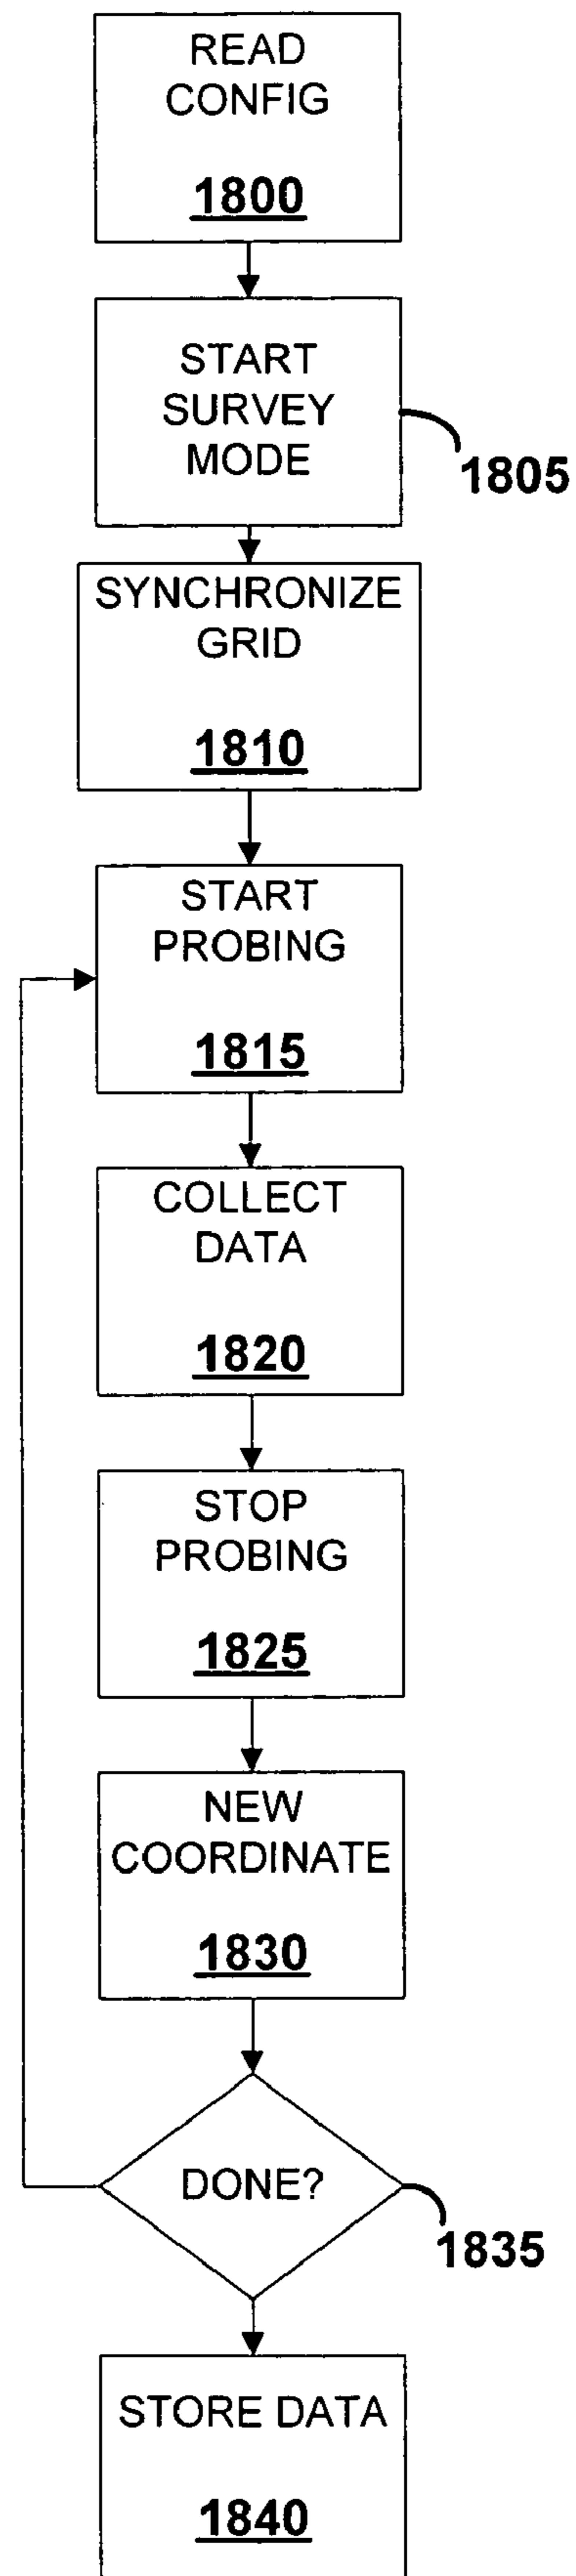 READ
CONFIG
1800
START
SURVEY
MODE
1805
SYNCHRONIZE
GRID
1810
START
PROBING
1815
COLLECT
DATA
1820
STOP
PROBING
1825
NEW
COORDINATE
1830
DONE?
1835
STORE DATA
1840